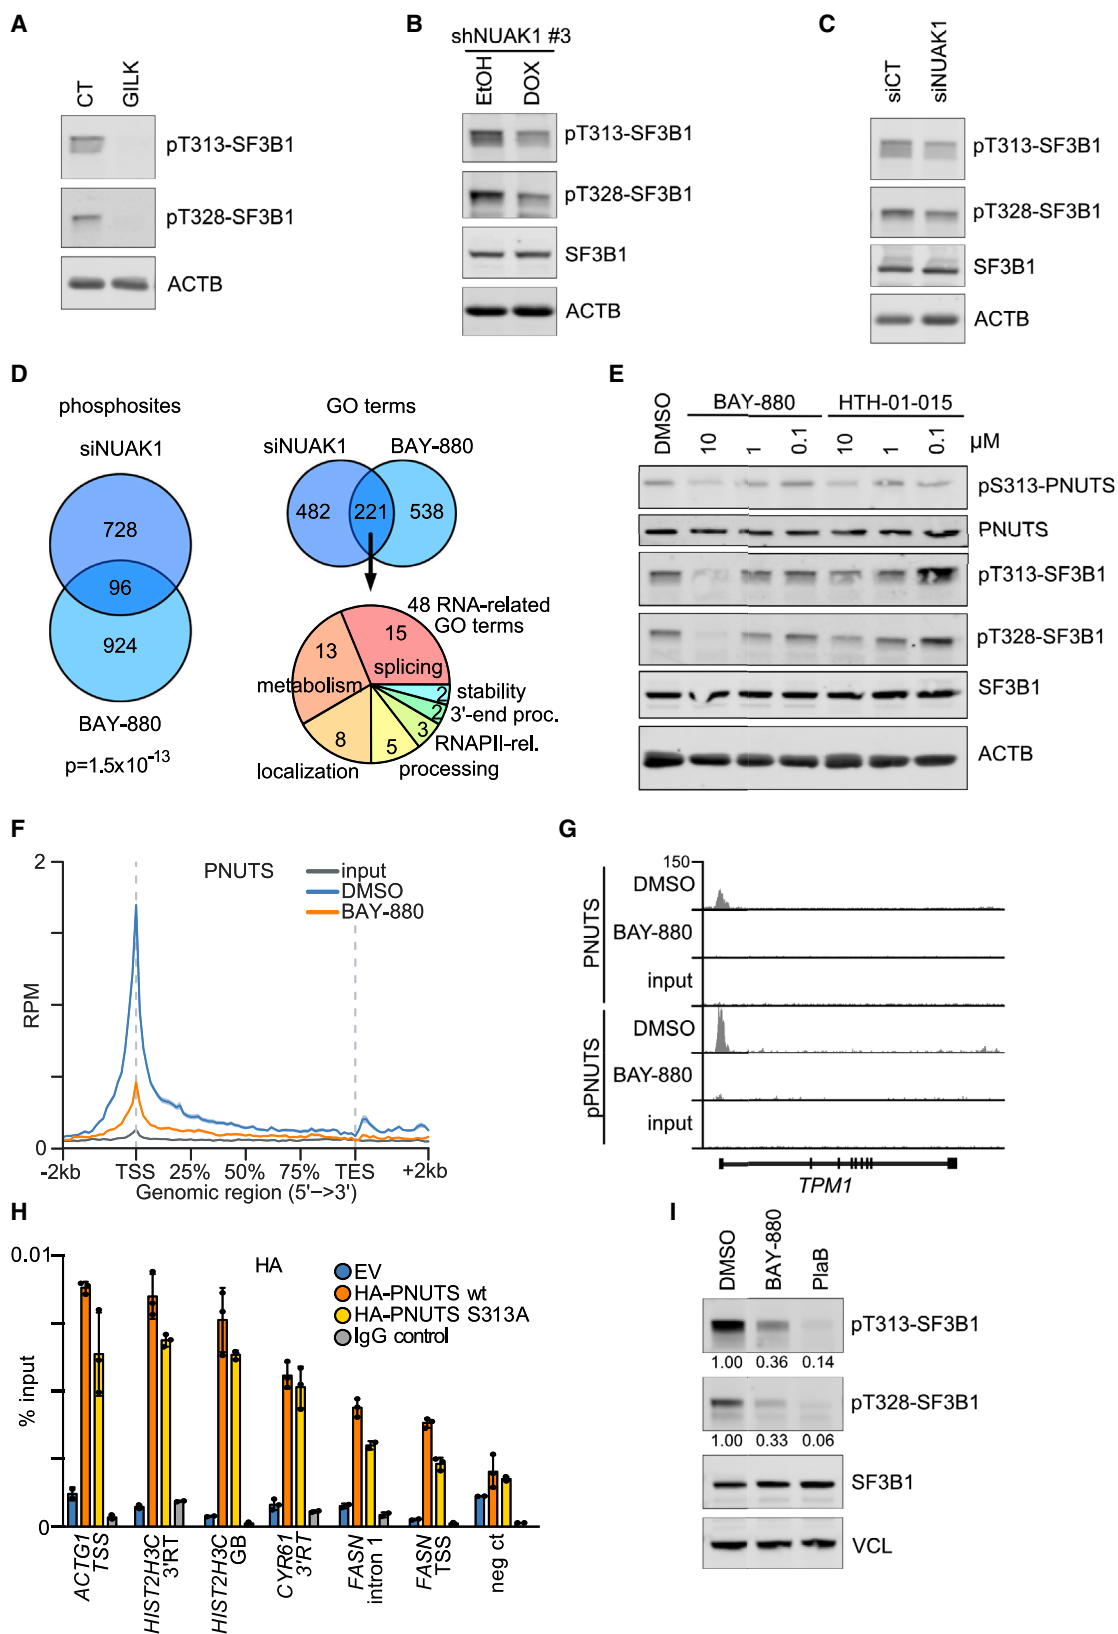 A
CT
GILK
pT313-SF3B1
pT328-SF3B1
ACTB
B
shNUAK1 #3
EtOH
DOX
pT313-SF3B1
pT328-SF3B1
SF3B1
ACTB
C
siCT
siNUAK1
pT313-SF3B1
pT328-SF3B1
SF3B1
ACTB
D
phosphosites
siNUAK1
728
96
924
BAY-880
p=1.5x10-13
GO terms
siNUAK1
BAY-880
482
221
538
48 RNA-related
GO terms
15
splicing
13
metabolism
2
stability
2
3'-end proc.
3
RNAPII-rel.
8
localization
5
processing
E
DMSO
BAY-880
HTH-01-015
10
1
0.1
10
1
0.1
µM
pS313-PNUTS
PNUTS
pT313-SF3B1
pT328-SF3B1
SF3B1
ACTB
F
2
PNUTS
input
DMSO
BAY-880
RPM
0
-2kb
TSS
25%
50%
75%
TES
+2kb
Genomic region (5'->3')
G
150
PNUTS
DMSO
BAY-880
input
pPNUTS
DMSO
BAY-880
input
TPM1
H
0.01
HA
EV
HA-PNUTS wt
HA-PNUTS S313A
IgG control
% input
0
ACTG1
TSS
HIST2H3C
3'RT
HIST2H3C
GB
CYR61
3'RT
FASN
intron 1
FASN
TSS
neg ct
I
DMSO
BAY-880
PlaB
pT313-SF3B1
1.00 0.36 0.14
pT328-SF3B1
1.00 0.33 0.06
SF3B1
VCL